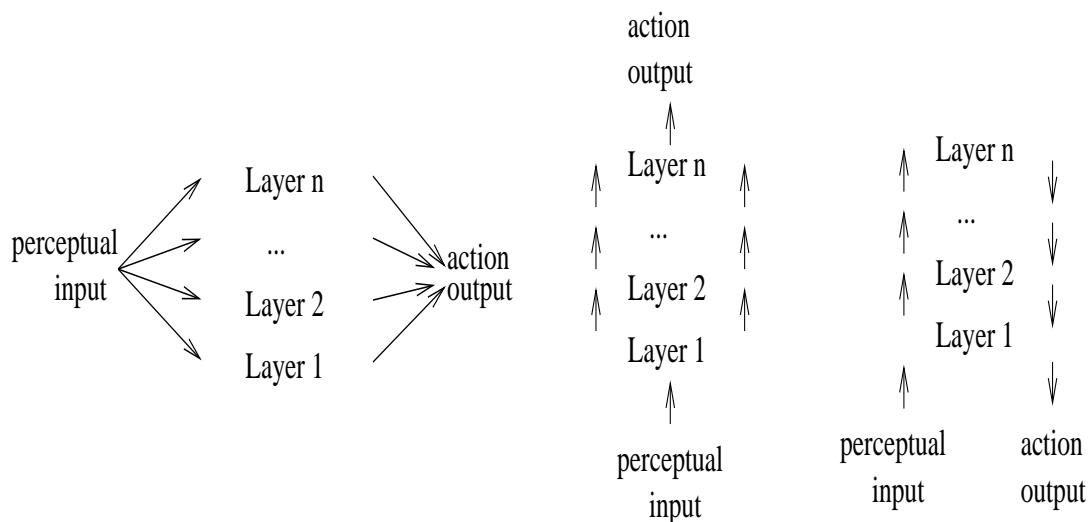 Layer n
perceptual
input
...
action
output
Layer 2
Layer 1
action
output
Layer n
...
Layer 2
Layer 1
perceptual
input
Layer n
...
Layer 2
Layer 1
perceptual
input
action
output